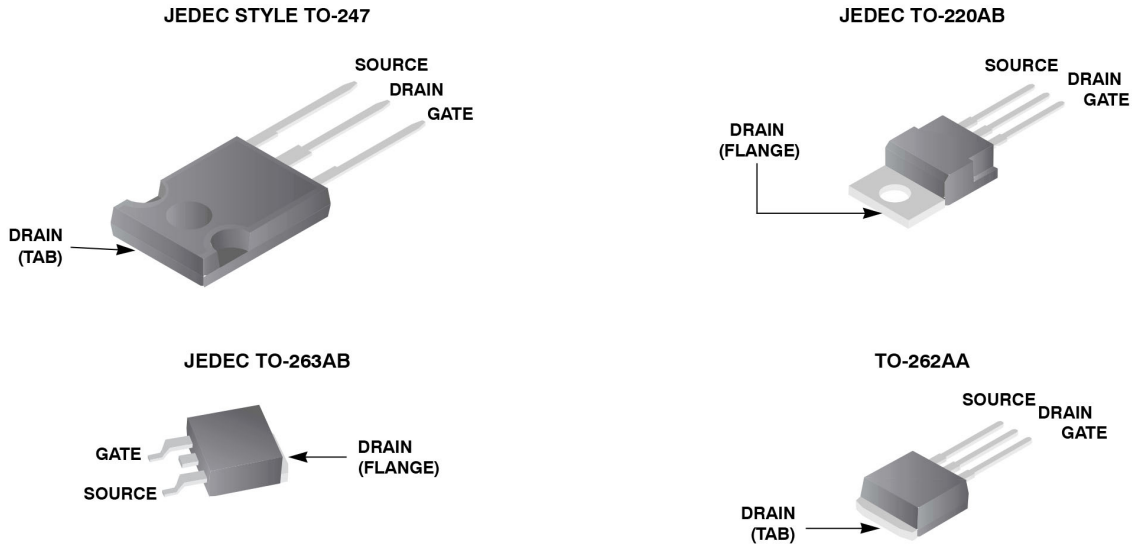 JEDEC STYLE TO-247
SOURCE
DRAIN
GATE
DRAIN
(TAB)
JEDEC TO-220AB
SOURCE
DRAIN
GATE
DRAIN
(FLANGE)
JEDEC TO-263AB
GATE
SOURCE
DRAIN
(FLANGE)
TO-262AA
SOURCE
DRAIN
GATE
DRAIN
(TAB)